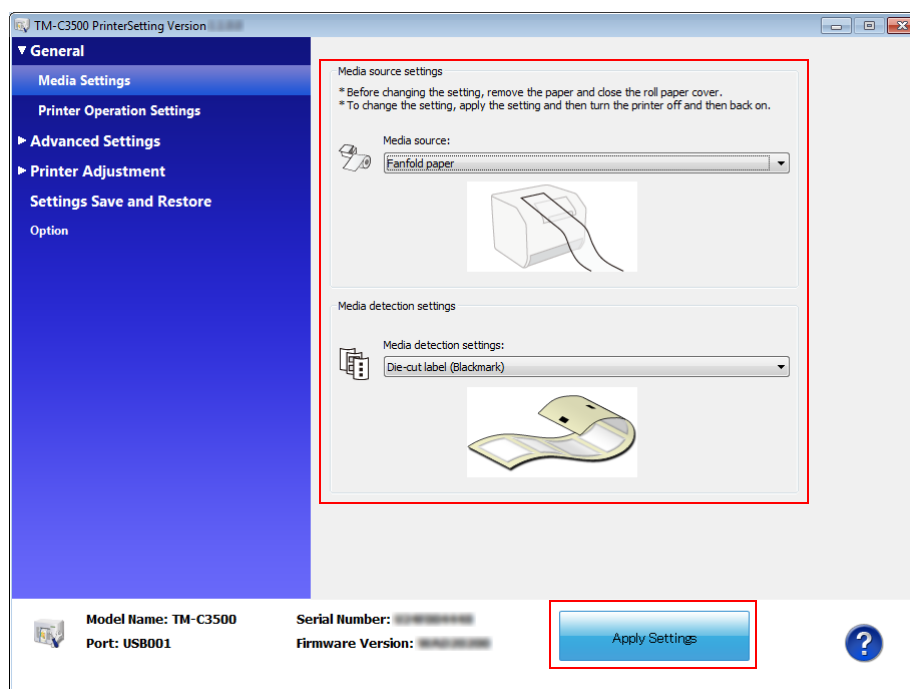 TM-C3500 PrinterSetting Version
General
Media Settings
Printer Operation Settings
Advanced Settings
Printer Adjustment
Settings Save and Restore
Option
Media source settings
* Before changing the setting, remove the paper and close the roll paper cover.
* To change the setting, apply the setting and then turn the printer off and then back on.
Media source:
Fanfold paper
Media detection settings
Media detection settings:
Die-cut label (Blackmark)
Model Name: TM-C3500
Serial Number:
Port: USB001
Firmware Version:
Apply Settings
?